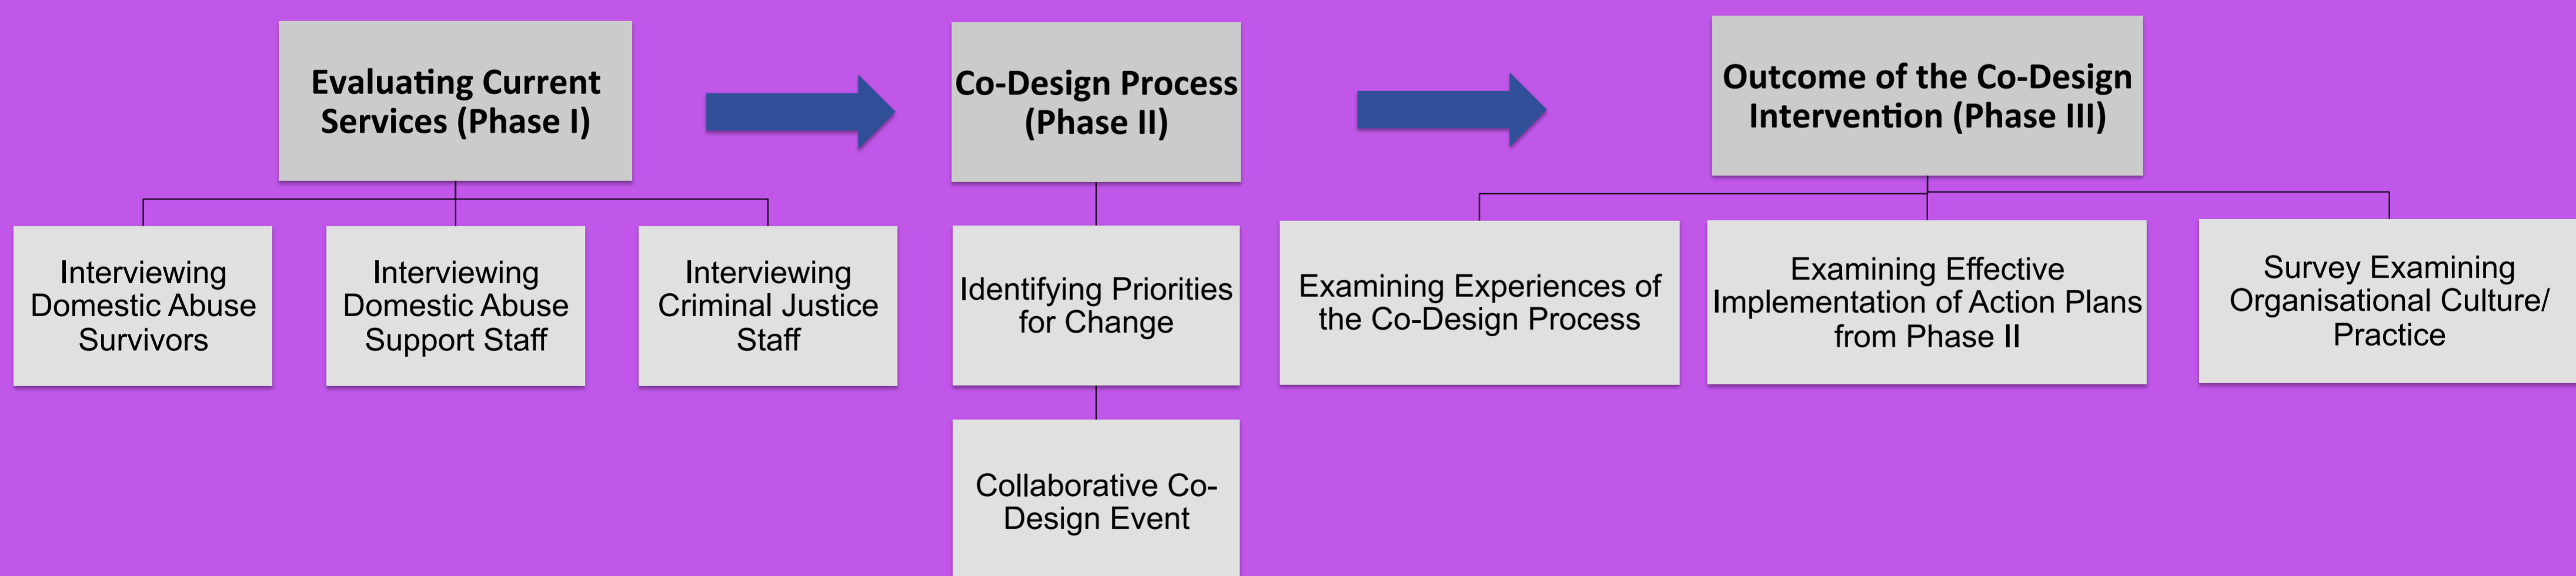 Evaluating Current
Services (Phase I)
Co-Design Process
(Phase II)
Outcome of the Co-Design
Intervention (Phase III)
Interviewing
Domestic Abuse
Survivors
Interviewing
Domestic Abuse
Support Staff
Interviewing
Criminal Justice
Staff
Identifying Priorities
for Change
Collaborative Co-
Design Event
Examining Experiences of
the Co-Design Process
Examining Effective
Implementation of Action Plans
from Phase II
Survey Examining
Organisational Culture/
Practice